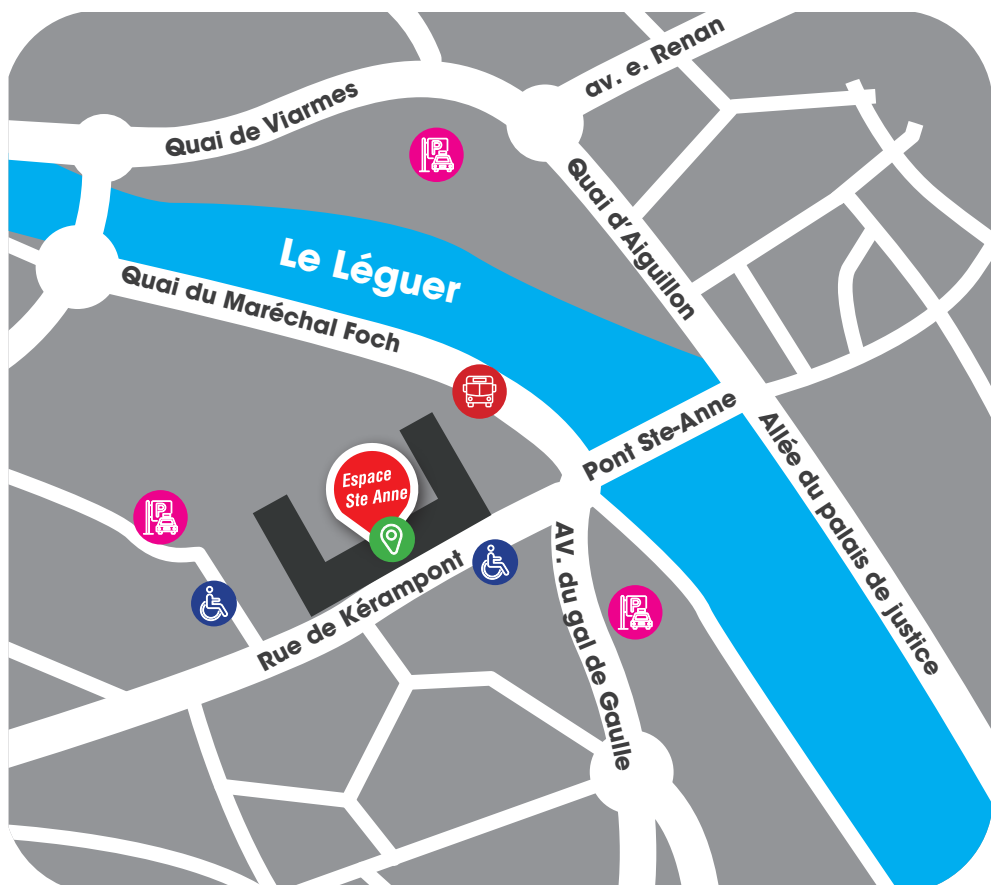 av. e. Renan
Quai de Viarmes
P
Quai d'Aiguillon
Le Léguer
Quai du Maréchal Foch
Pont Ste-Anne
Allée du palais de justice
Espace
Ste Anne
P
AV. du gal de Gaulle
Rue de Kérampont
P